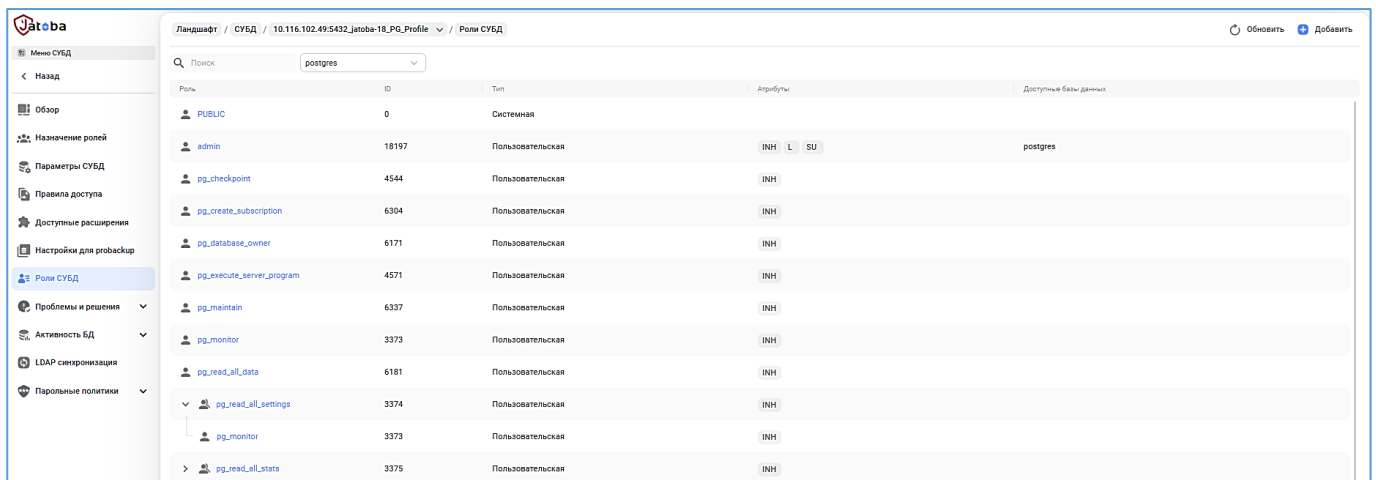 Jatoba
Меню СУБД
Назад
Обзор
Назначение ролей
Параметры СУБД
Правила доступа
Доступные расширения
Настройки для probackup
Роли СУБД
Проблемы и решения
Активность БД
LDAP синхронизация
Парольные политики
Ландшафт / СУБД / 10.116.102.49:5432_jatoba-18_PG_Profile / Роли СУБД
Обновить Добавить
Поиск postgres
Роль ID Тип Атрибуты Доступные базы данных
PUBLIC 0 Системная
admin 18197 Пользовательская INH L SU postgres
pg_checkpoint 4544 Пользовательская INH
pg_create_subscription 6304 Пользовательская INH
pg_database_owner 6171 Пользовательская INH
pg_execute_server_program 4571 Пользовательская INH
pg_maintain 6337 Пользовательская INH
pg_monitor 3373 Пользовательская INH
pg_read_all_data 6181 Пользовательская INH
pg_read_all_settings 3374 Пользовательская INH
pg_monitor 3373 Пользовательская INH
pg_read_all_stats 3375 Пользовательская INH